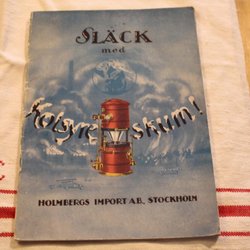 SLÄCK
med
Kolsyreskum!
HOLMBERGS IMPORT A.B. STOCKHOLM